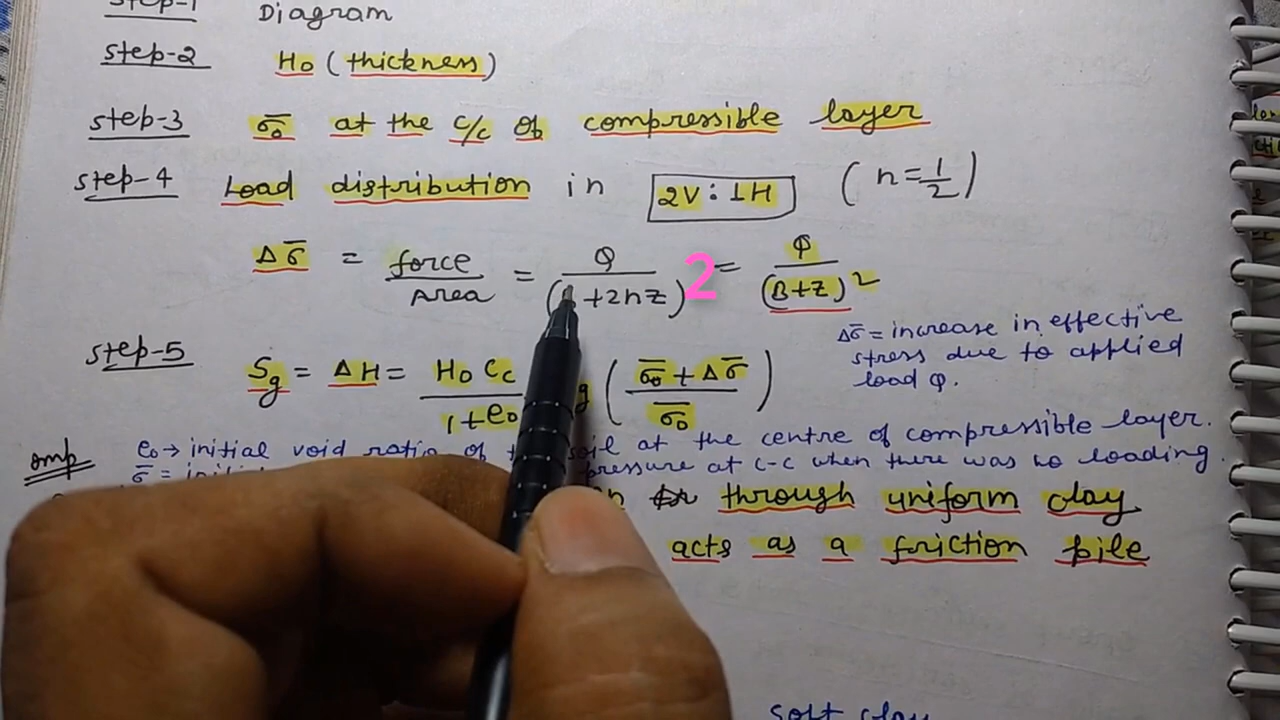 Step-1 Diagram
Step-2 H₀ (thickness)
Step-3 σ̄₀ at the c/c of compressible layer
Step-4 Load distribution in 2V:1H (n=1/2)
Δσ̄ = force/Area = Q/( +2nz)2 = Q/(B+z)²
Δσ̄ = increase in effective
stress due to applied
load Q.
Step-5 Sg = ΔH = H₀ Cc/1+e₀ g (σ̄₀+Δσ̄/σ̄₀)
e₀→ initial void ratio of soil at the centre of compressible layer.
Imp σ̄ = pressure at c-c when there was no loading.
through uniform clay
acts as a friction pile
soft clay